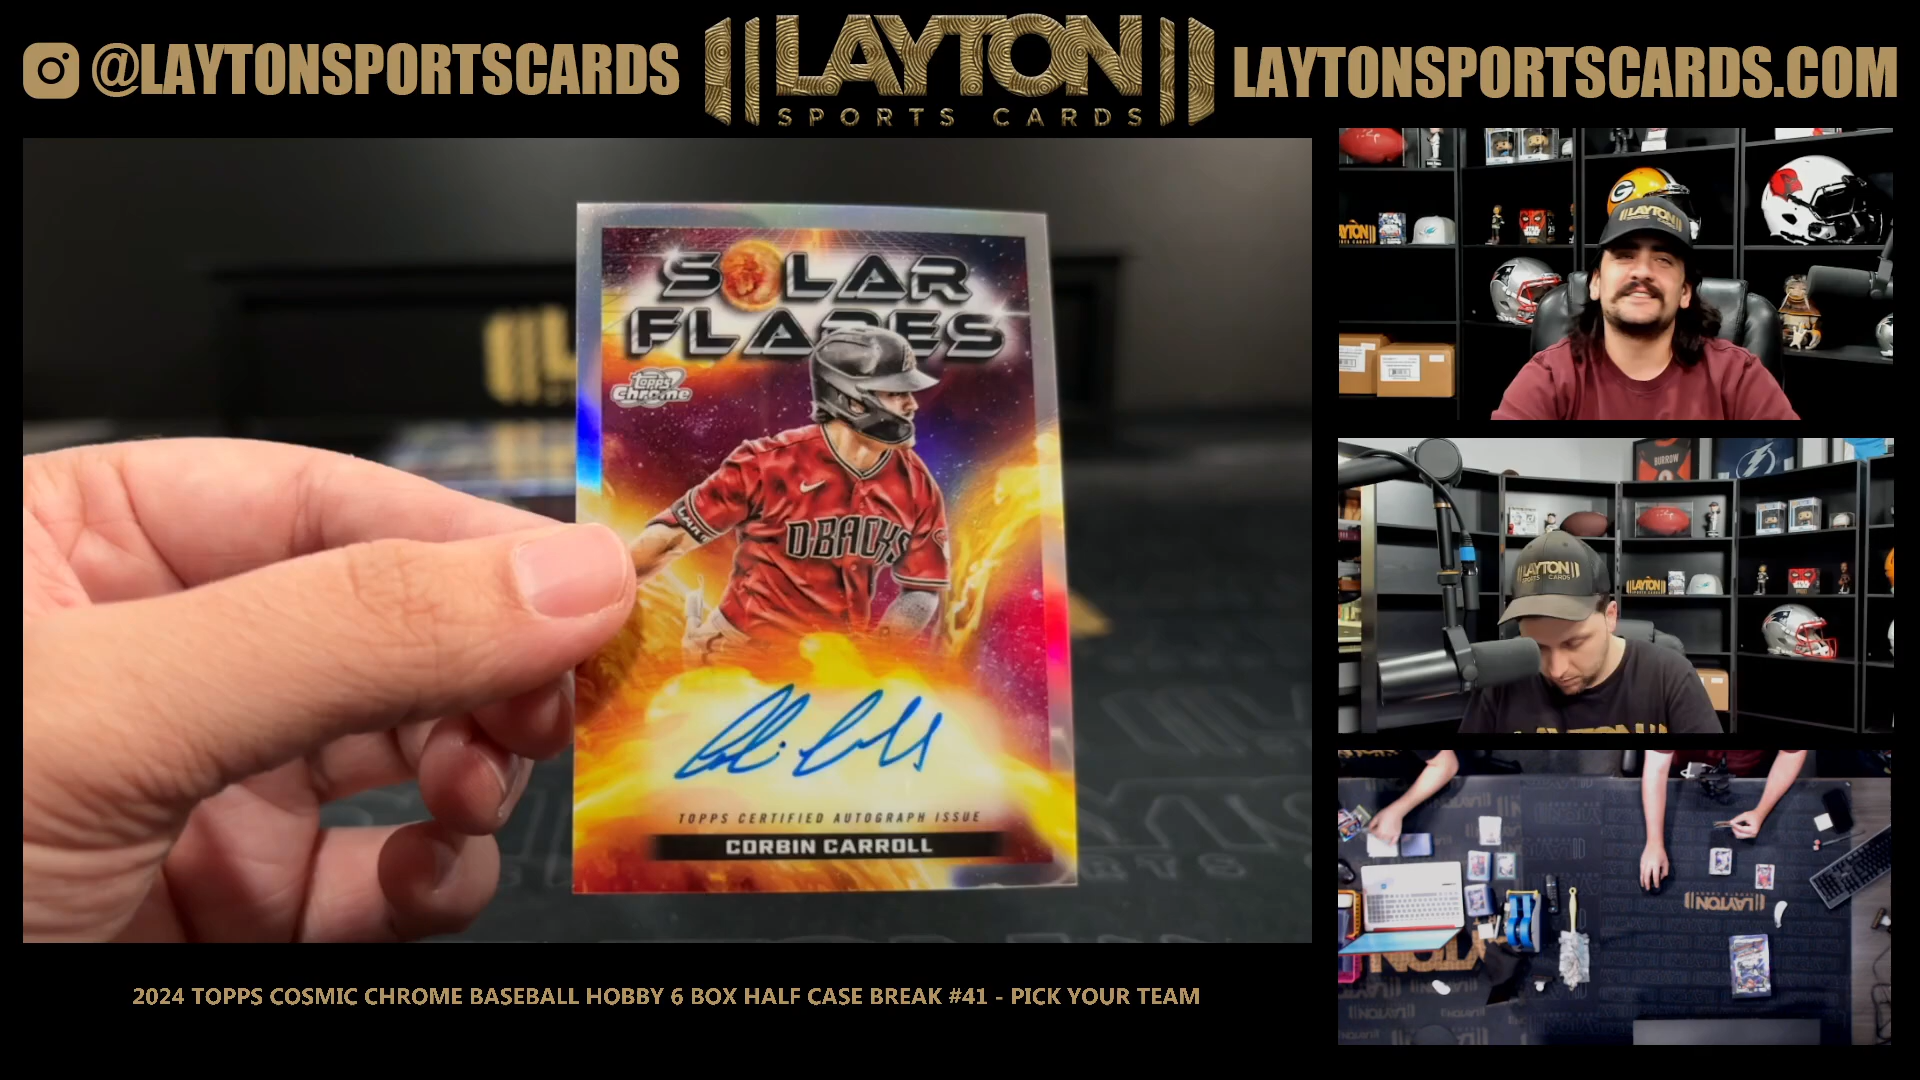 @LAYTONSPORTSCARDS
LAYTON
SPORTS CARDS
LAYTONSPORTSCARDS.COM
SOLAR
FLARES
Topps
Chrome
D-BACKS
TOPPS CERTIFIED AUTOGRAPH ISSUE
CORBIN CARROLL
LAYTON
BURROW
LAYTON
SPORTS CARDS
LAYTON
LAYTON
LAYTON
2024 TOPPS COSMIC CHROME BASEBALL HOBBY 6 BOX HALF CASE BREAK #41 - PICK YOUR TEAM